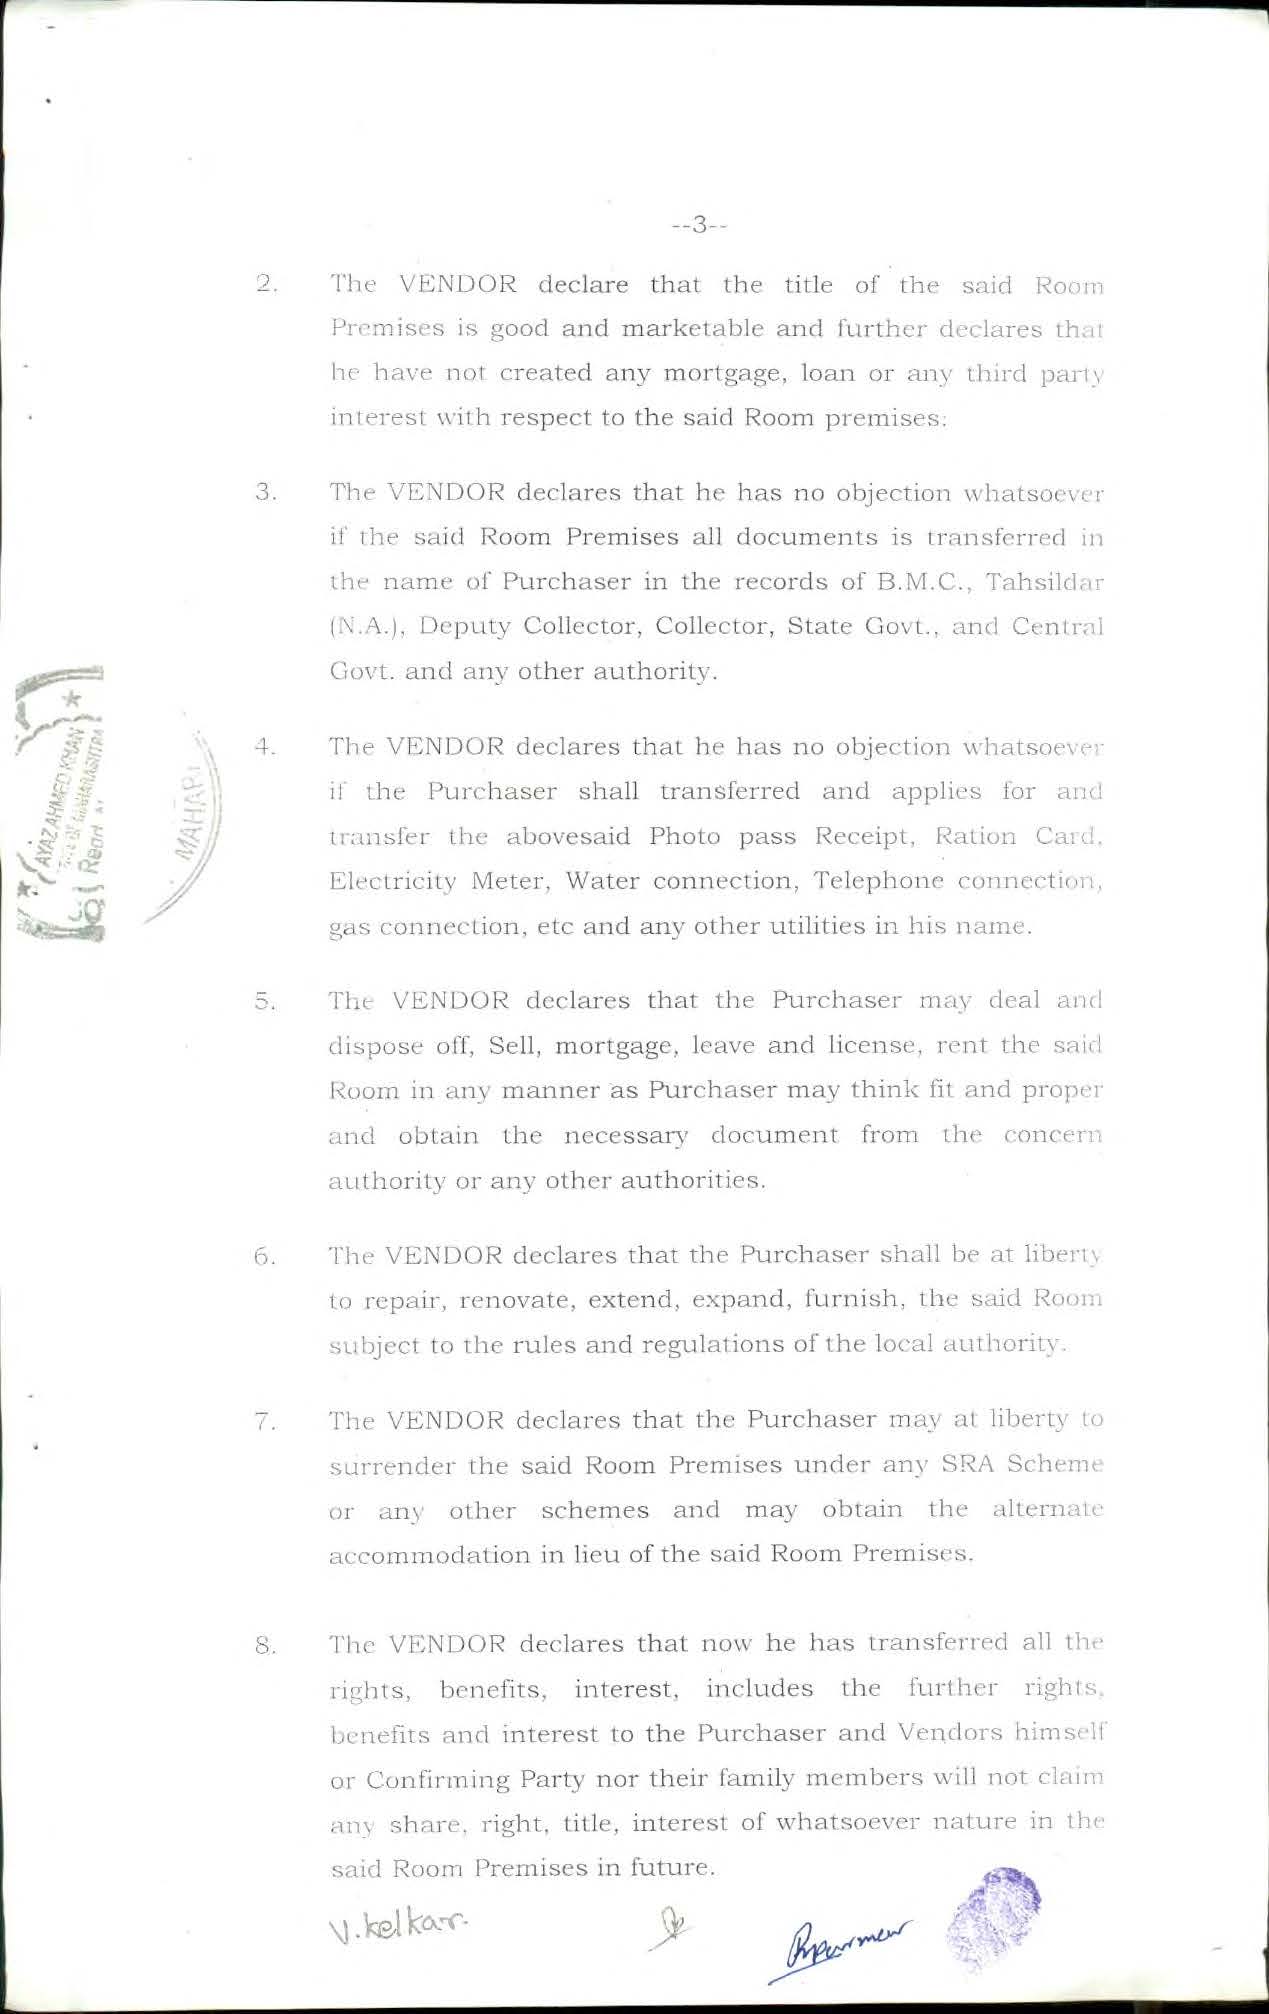 --3--
2. The VENDOR declare that the title of the said Room
Premises is good and marketable and further declares that
he have not created any mortgage, loan or any third party
interest with respect to the said Room premises:
3. The VENDOR declares that he has no objection whatsoever
if the said Room Premises all documents is transferred in
the name of Purchaser in the records of B.M.C., Tahsildar
(N.A.), Deputy Collector, Collector, State Govt., and Central
Govt. and any other authority.
4. The VENDOR declares that he has no objection whatsoever
if the Purchaser shall transferred and applies for and
transfer the abovesaid Photo pass Receipt, Ration Card,
Electricity Meter, Water connection, Telephone connection,
gas connection, etc and any other utilities in his name.
5. The VENDOR declares that the Purchaser may deal and
dispose off, Sell, mortgage, leave and license, rent the said
Room in any manner as Purchaser may think fit and proper
and obtain the necessary document from the concern
authority or any other authorities.
6. The VENDOR declares that the Purchaser shall be at liberty
to repair, renovate, extend, expand, furnish, the said Room
subject to the rules and regulations of the local authority.
7. The VENDOR declares that the Purchaser may at liberty to
surrender the said Room Premises under any SRA Scheme
or any other schemes and may obtain the alternate
accommodation in lieu of the said Room Premises.
8. The VENDOR declares that now he has transferred all the
rights, benefits, interest, includes the further rights,
benefits and interest to the Purchaser and Vendors himself
or Confirming Party nor their family members will not claim
any share, right, title, interest of whatsoever nature in the
said Room Premises in future.
V. Kelkar.
AYAZ AHMED KHAN
MAHARASHTRA
MAHAR